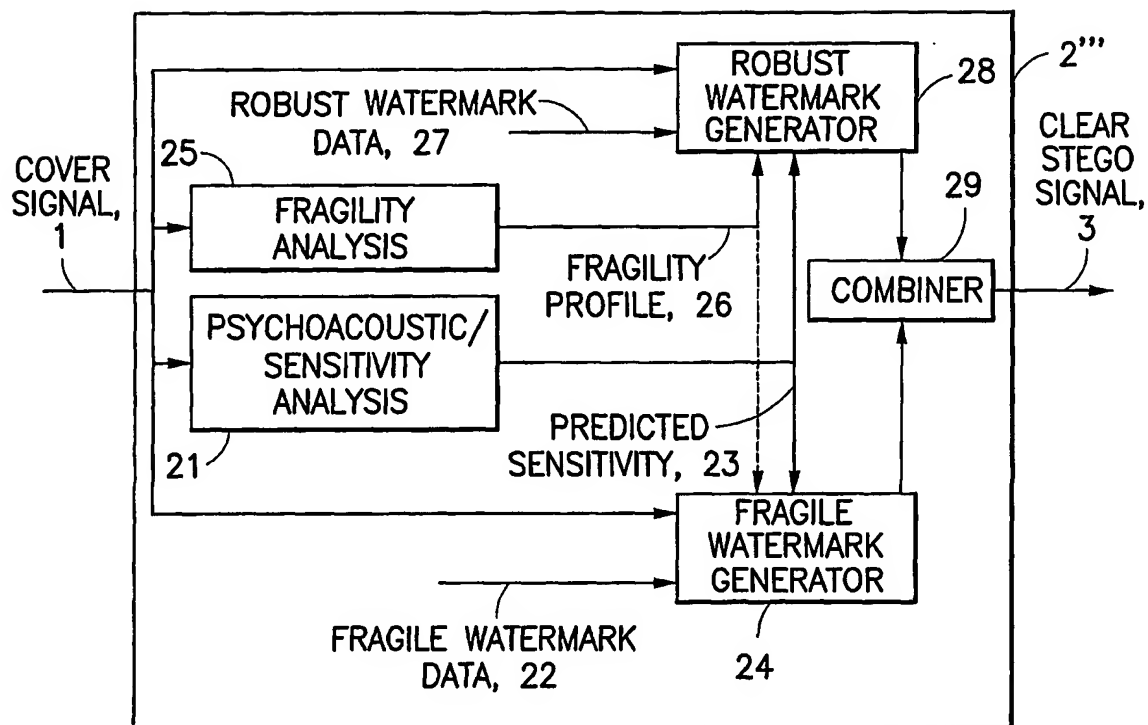 COVER
SIGNAL,
1
25
FRAGILITY
ANALYSIS
PSYCHOACOUSTIC/
SENSITIVITY
ANALYSIS
21
ROBUST WATERMARK
DATA, 27
ROBUST
WATERMARK
GENERATOR
28
2'''
CLEAR
STEGO
SIGNAL,
3
29
COMBINER
FRAGILITY
PROFILE, 26
PREDICTED
SENSITIVITY, 23
FRAGILE
WATERMARK
GENERATOR
24
FRAGILE WATERMARK
DATA, 22